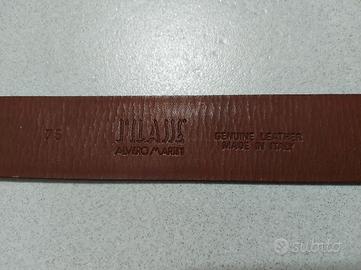 75
ALVIERO MARTINI
GENUINE LEATHER
MADE IN ITALY
subito